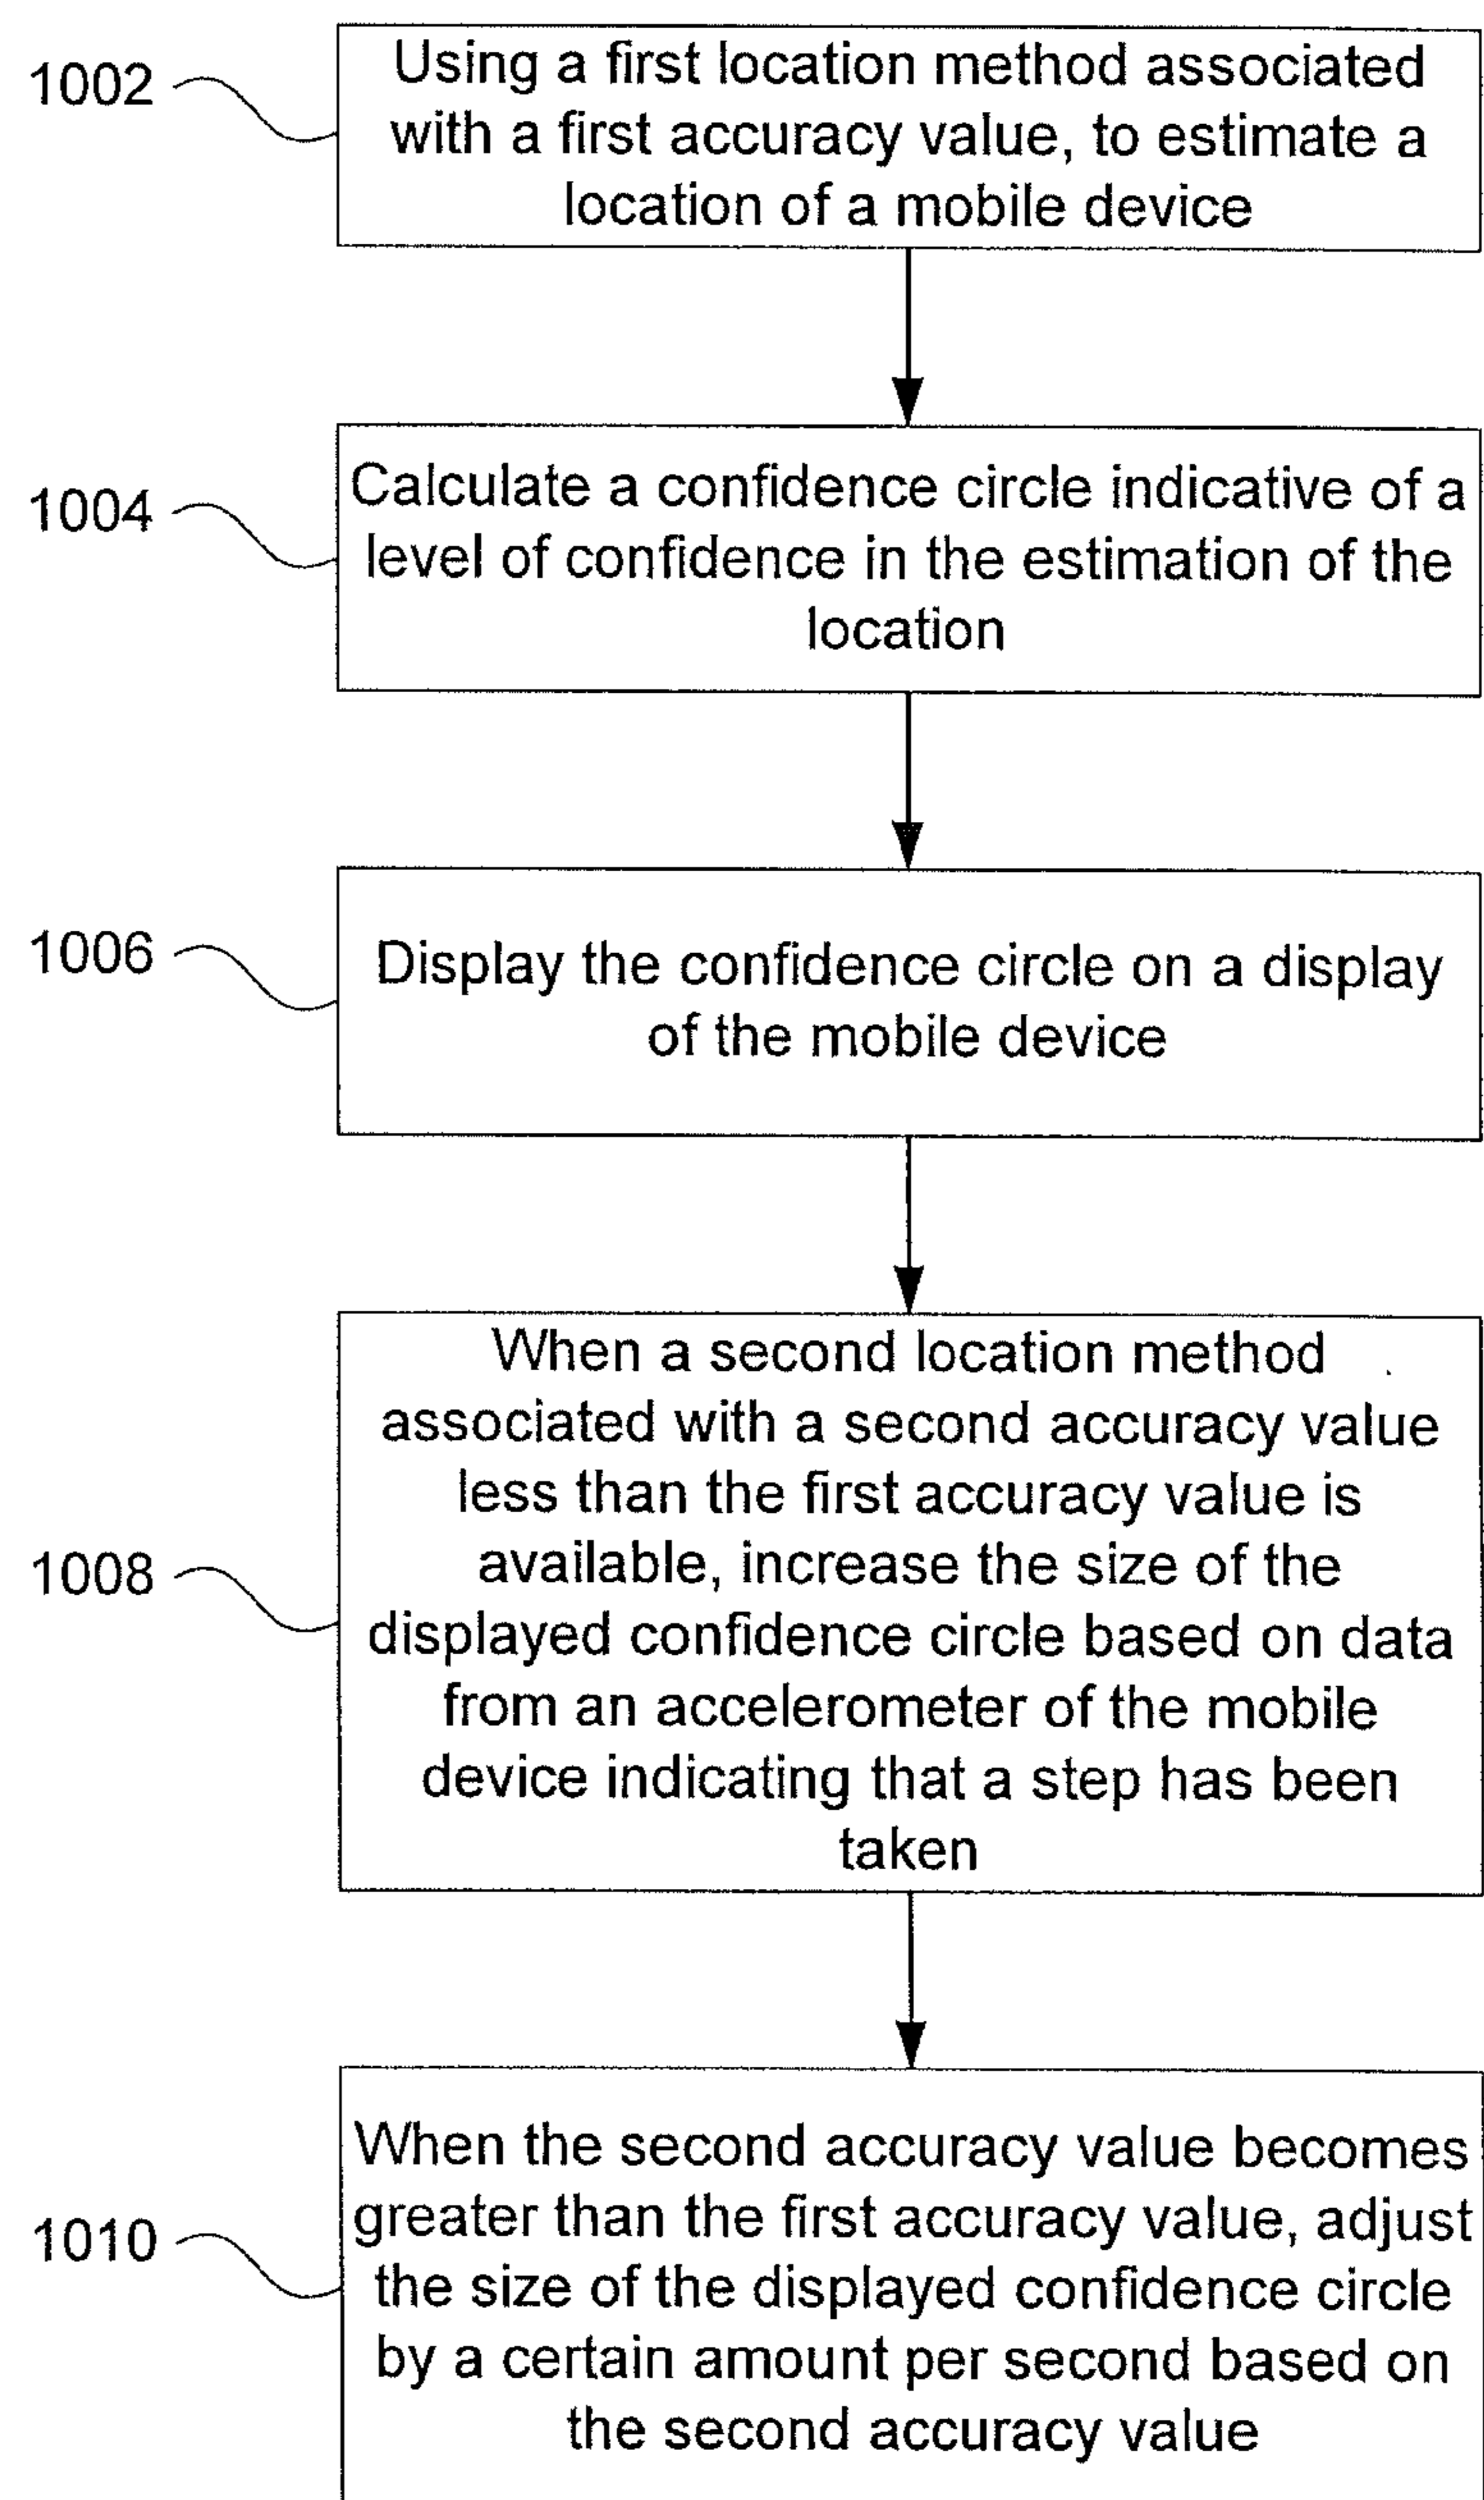 1002
Using a first location method associated
with a first accuracy value, to estimate a
location of a mobile device
1004
Calculate a confidence circle indicative of a
level of confidence in the estimation of the
location
1006
Display the confidence circle on a display
of the mobile device
1008
When a second location method
associated with a second accuracy value
less than the first accuracy value is
available, increase the size of the
displayed confidence circle based on data
from an accelerometer of the mobile
device indicating that a step has been
taken
1010
When the second accuracy value becomes
greater than the first accuracy value, adjust
the size of the displayed confidence circle
by a certain amount per second based on
the second accuracy value